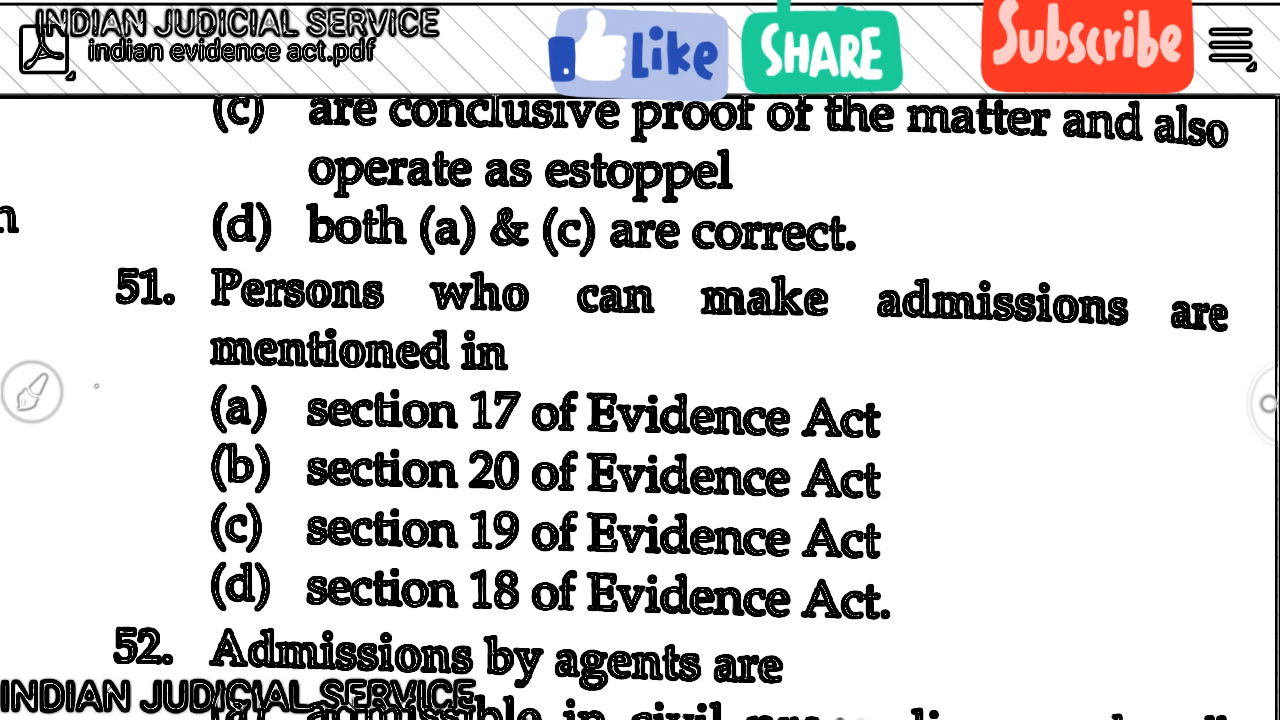 INDIAN JUDICIAL SERVICE
indian evidence act.pdf
Like
SHARE
Subscribe
(c) are conclusive proof of the matter and also
operate as estoppel
(d) both (a) & (c) are correct.
51. Persons who can make admissions are
mentioned in
(a) section 17 of Evidence Act
(b) section 20 of Evidence Act
(c) section 19 of Evidence Act
(d) section 18 of Evidence Act.
52. Admissions by agents are
INDIAN JUDICIAL SERVICE
(a) admissible in civil